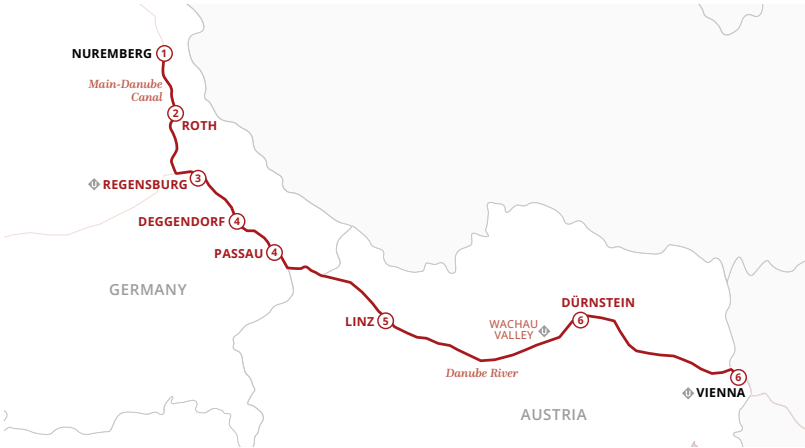 NUREMBERG 1
Main-Danube
Canal
2
ROTH
REGENSBURG 3
DEGGENDORF 4
PASSAU 4
GERMANY
DÜRNSTEIN
6
LINZ 5
WACHAU
VALLEY
Danube River
6
VIENNA
AUSTRIA